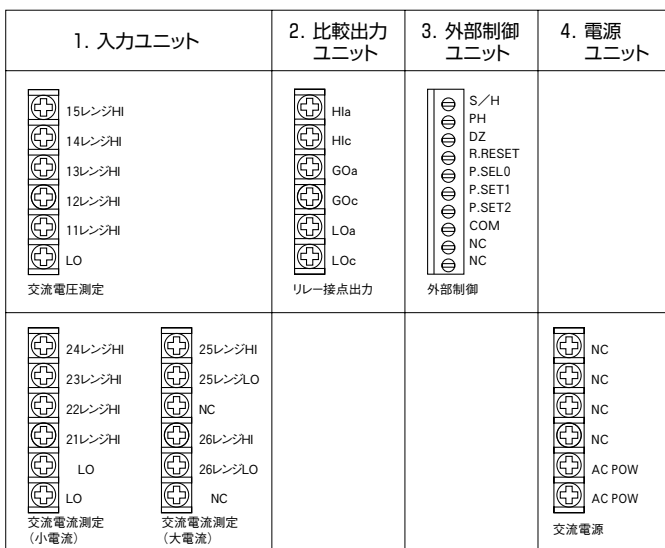 1. 入力ユニット
2. 比較出力
ユニット
3. 外部制御
ユニット
4. 電源
ユニット
15レンジHI
14レンジHI
13レンジHI
12レンジHI
11レンジHI
LO
交流電圧測定
HIa
HIc
GOa
GOc
LOa
LOc
リレー接点出力
S／H
PH
DZ
R.RESET
P.SEL0
P.SET1
P.SET2
COM
NC
NC
外部制御
24レンジHI
23レンジHI
22レンジHI
21レンジHI
LO
LO
交流電流測定
（小電流）
25レンジHI
25レンジLO
NC
26レンジHI
26レンジLO
NC
交流電流測定
（大電流）
NC
NC
NC
NC
AC POW
AC POW
交流電源